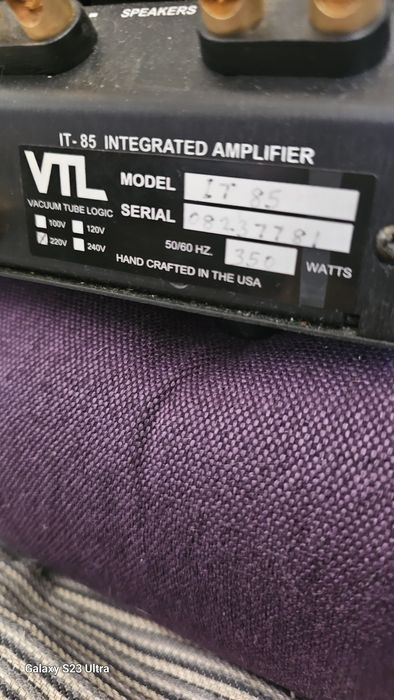 SPEAKERS
IT-85 INTEGRATED AMPLIFIER
VTL
VACUUM TUBE LOGIC
MODEL IT 85
SERIAL 08237781
100V 120V
220V 240V
50/60 HZ. 350 WATTS
HAND CRAFTED IN THE USA
Galaxy S23 Ultra